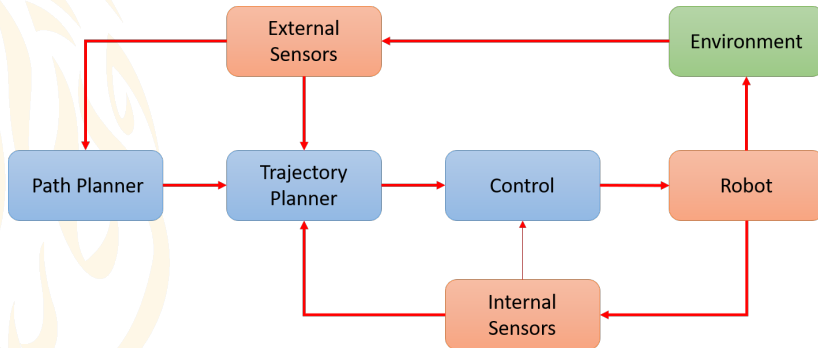 External
Sensors
Environment
Path Planner
Trajectory
Planner
Control
Robot
Internal
Sensors